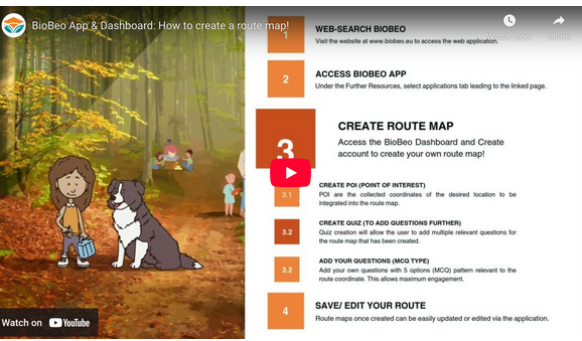 BioBeo App & Dashboard: How to create a route map!
Share
1
WEB-SEARCH BIOBEO
Visit the website at www.biobeo.eu to access the web application.
2
ACCESS BIOBEO APP
Under the Further Resources, select applications tab leading to the linked page.
3
CREATE ROUTE MAP
Access the BioBeo Dashboard and Create
account to create your own route map!
3.1
CREATE POI (POINT OF INTEREST)
POI are the collected coordinates of the desired location to be
integrated into the route map.
3.2
CREATE QUIZ (TO ADD QUESTIONS FURTHER)
Quiz creation will allow the user to add multiple relevant questions for
the route map that has been created.
3.2
ADD YOUR QUESTIONS (MCQ TYPE)
Add your own questions with 5 options (MCQ) pattern relevant to the
route coordinate. This allows maximum engagement.
4
SAVE/ EDIT YOUR ROUTE
Route maps once created can be easily updated or edited via the application.
Watch on YouTube